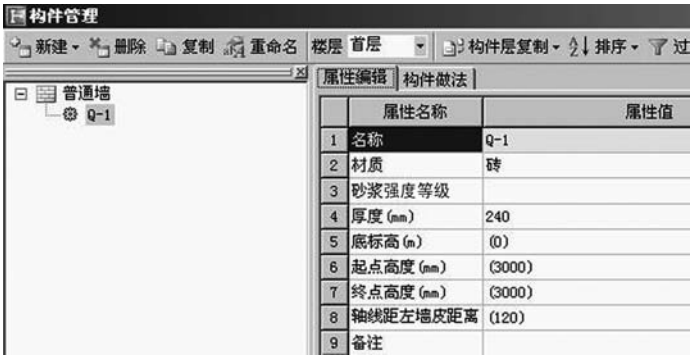 构件管理
新建 删除 复制 重命名 楼层 首层 构件层复制 排序 过
普通墙
Q-1
属性编辑 构件做法
属性名称 属性值
1 名称 Q-1
2 材质 砖
3 砂浆强度等级
4 厚度(mm) 240
5 底标高(m) (0)
6 起点高度(mm) (3000)
7 终点高度(mm) (3000)
8 轴线距左墙皮距离 (120)
9 备注